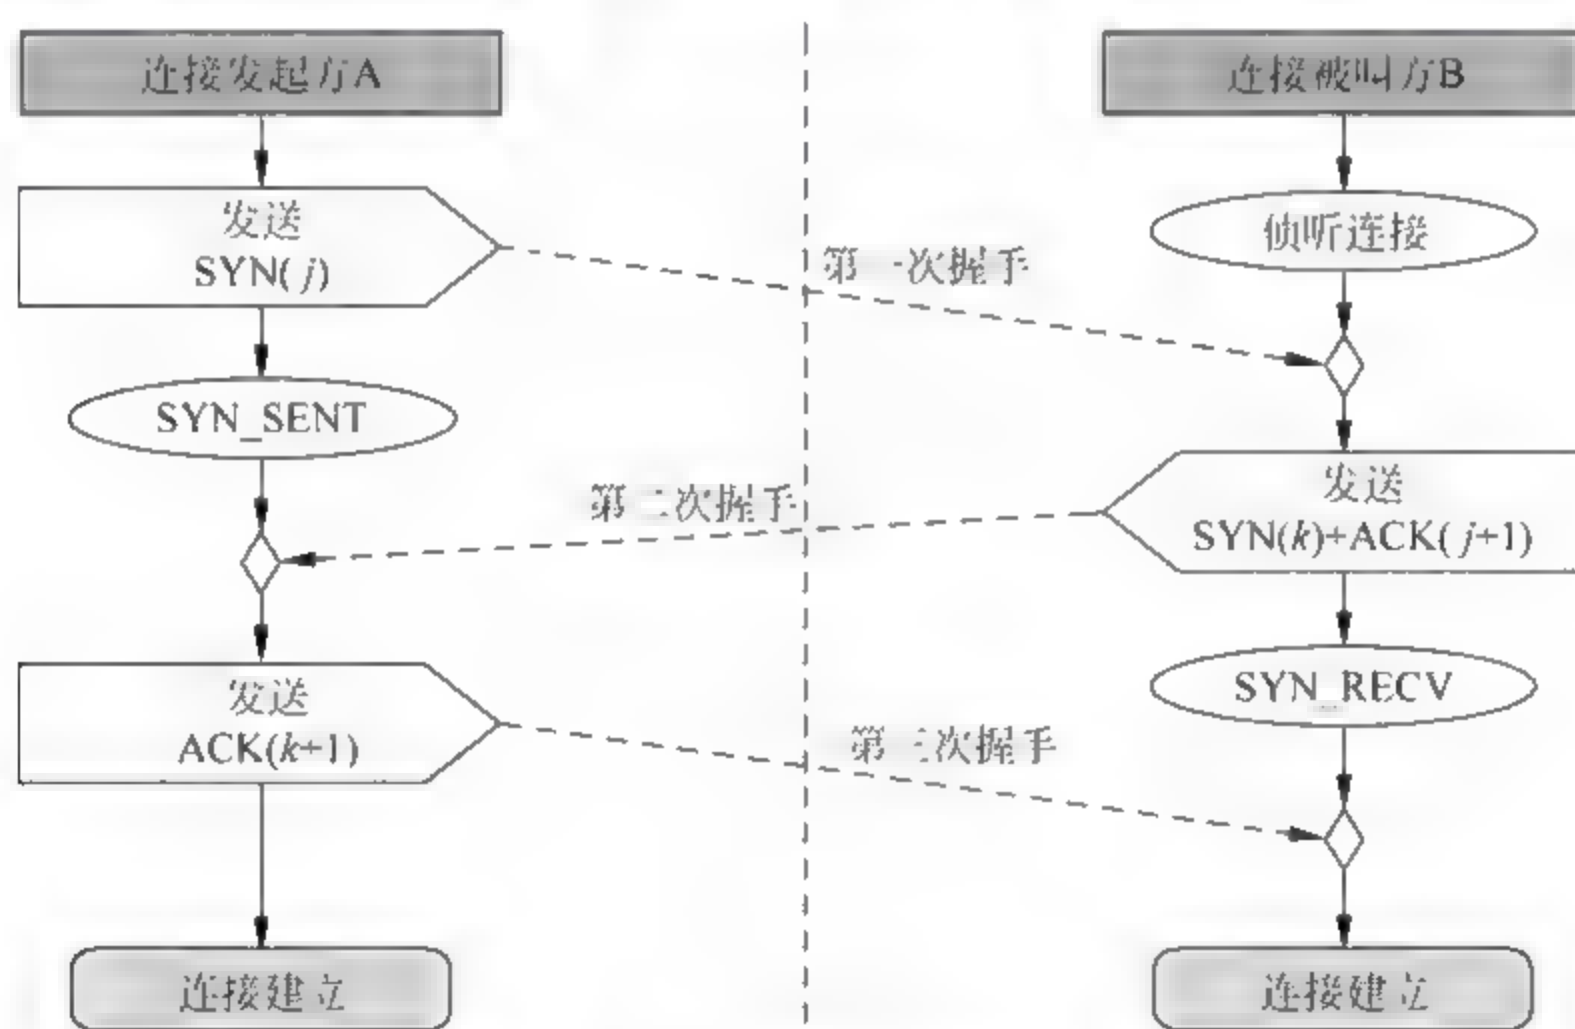 连接发起方A
连接被叫方B
发送
SYN(j)
第一次握手
侦听连接
SYN_SENT
第二次握手
发送
SYN(k)+ACK(j+1)
发送
ACK(k+1)
SYN_RECV
第三次握手
连接建立
连接建立